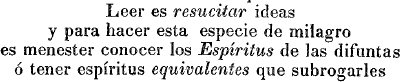 Leer es resucitar ideas
y para hacer esta especie de milagro
es menester conocer los Espíritus de las difuntas
ó tener espíritus equivalentes que subrogarles